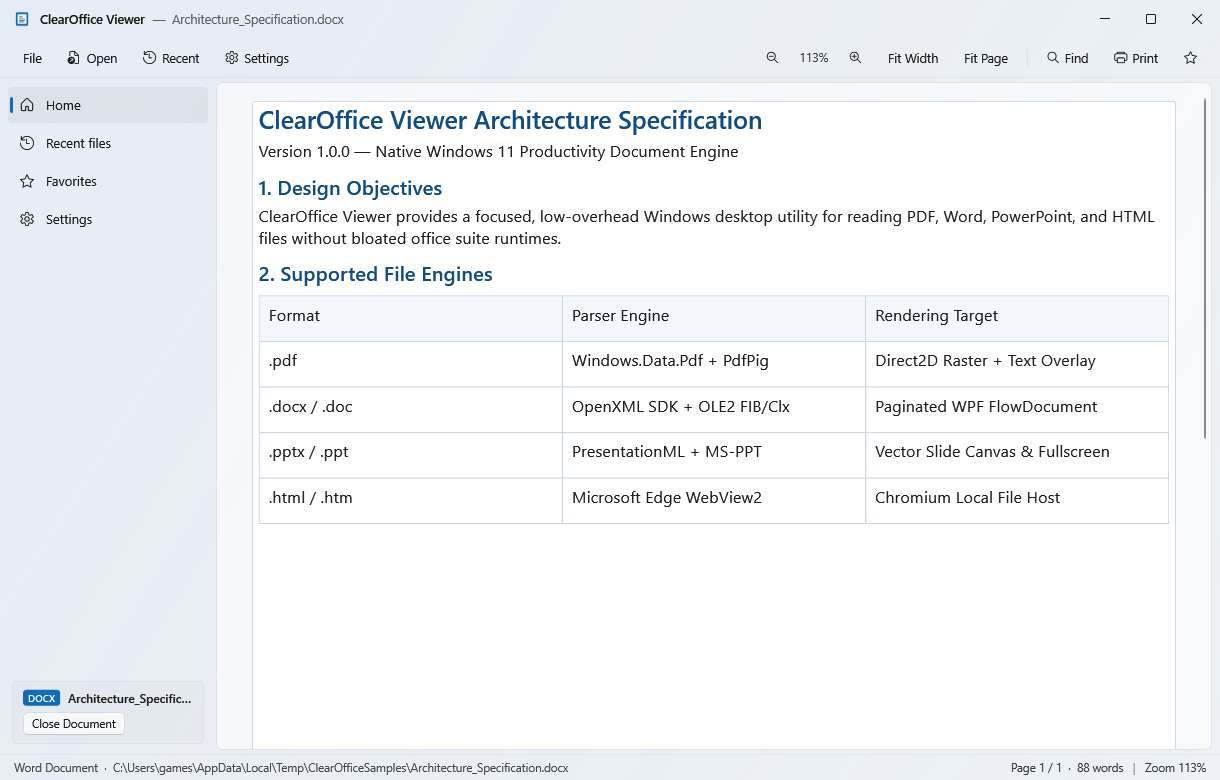 ClearOffice Viewer — Architecture_Specification.docx
File Open Recent Settings 113% Fit Width Fit Page Find Print
Home
Recent files
Favorites
Settings
ClearOffice Viewer Architecture Specification
Version 1.0.0 — Native Windows 11 Productivity Document Engine
1. Design Objectives
ClearOffice Viewer provides a focused, low-overhead Windows desktop utility for reading PDF, Word, PowerPoint, and HTML
files without bloated office suite runtimes.
2. Supported File Engines
Format Parser Engine Rendering Target
.pdf Windows.Data.Pdf + PdfPig Direct2D Raster + Text Overlay
.docx / .doc OpenXML SDK + OLE2 FIB/Clx Paginated WPF FlowDocument
.pptx / .ppt PresentationML + MS-PPT Vector Slide Canvas & Fullscreen
.html / .htm Microsoft Edge WebView2 Chromium Local File Host
DOCX Architecture_Specific...
Close Document
Word Document · C:\Users\games\AppData\Local\Temp\ClearOfficeSamples\Architecture_Specification.docx Page 1 / 1 · 88 words | Zoom 113%